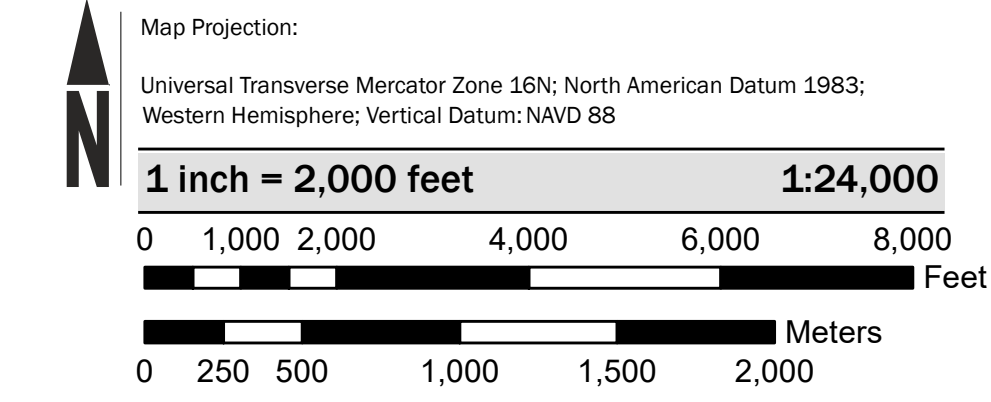 N
Map Projection:
Universal Transverse Mercator Zone 16N; North American Datum 1983;
Western Hemisphere; Vertical Datum: NAVD 88
1 inch = 2,000 feet 1:24,000
0 1,000 2,000 4,000 6,000 8,000
Feet
Meters
0 250 500 1,000 1,500 2,000